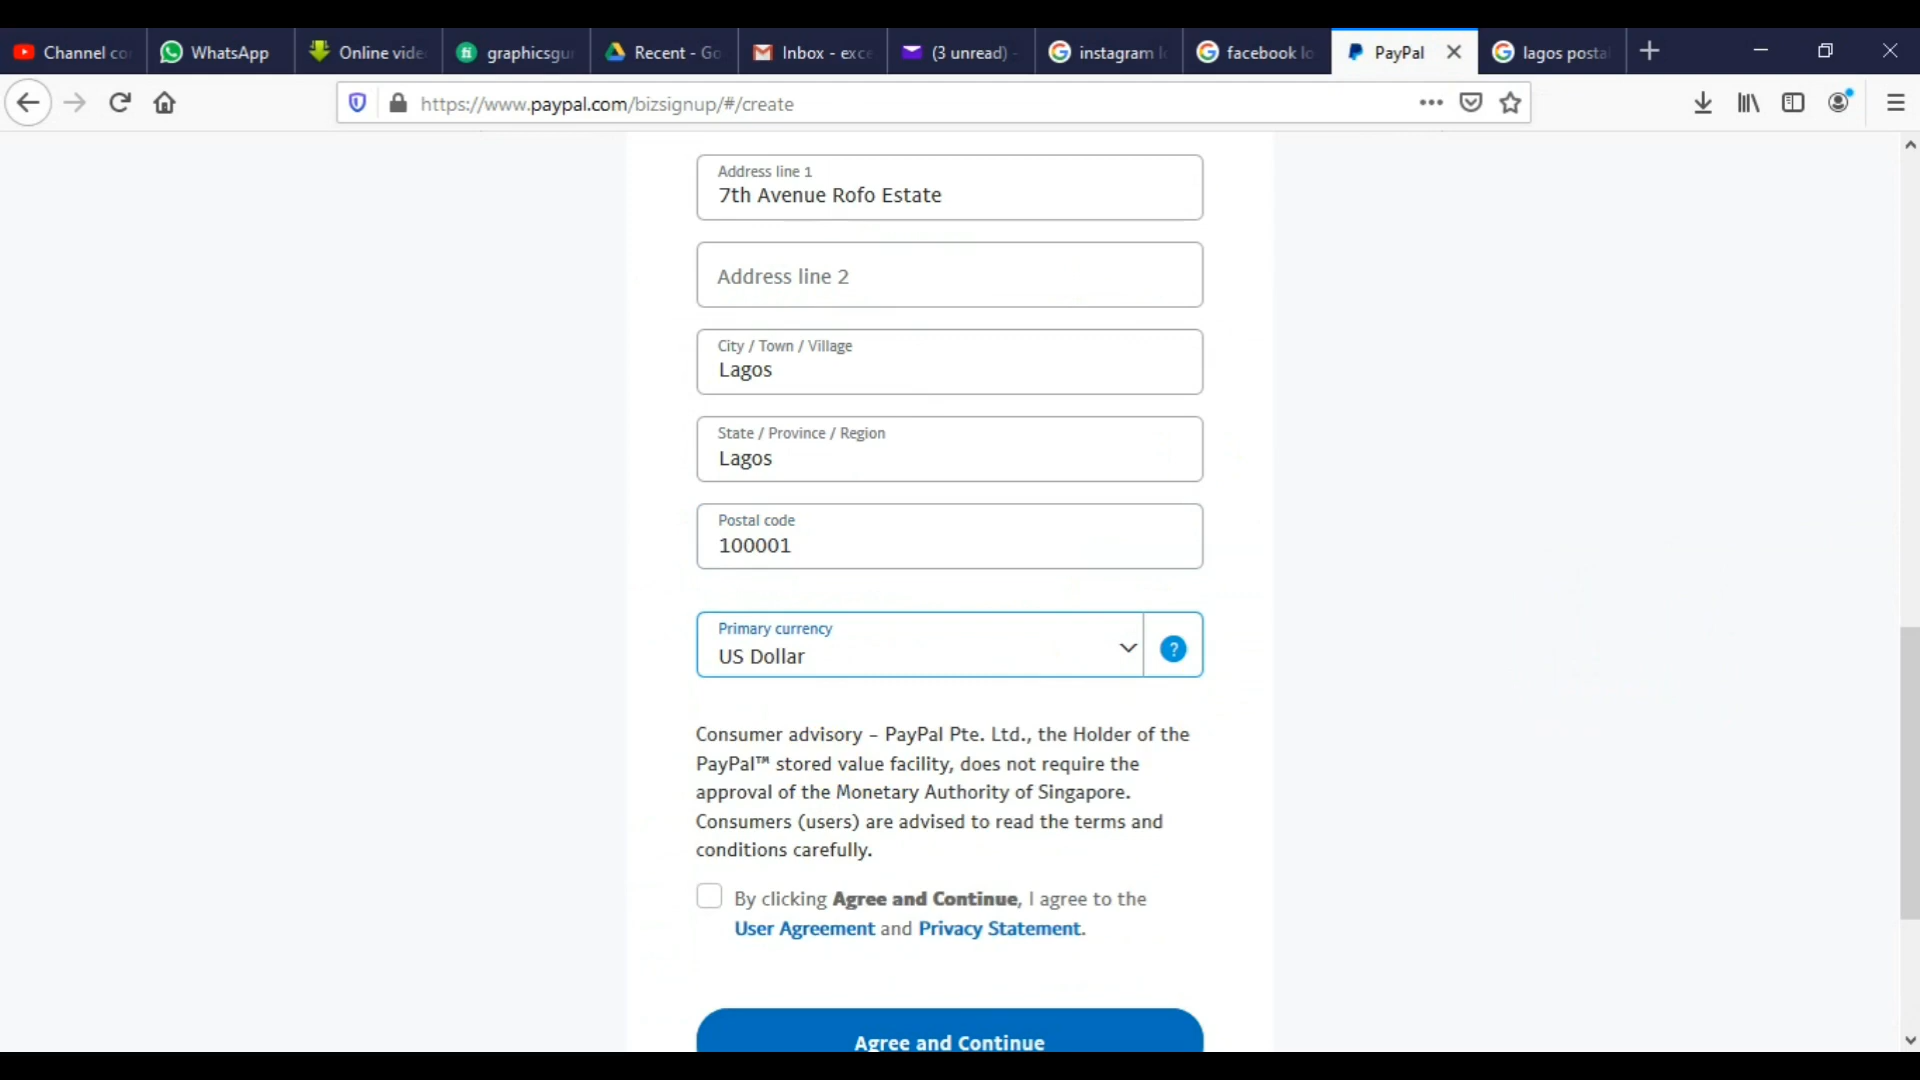 Channel co
WhatsApp
Online vide
graphicsgu
Recent - Go
Inbox - exce
(3 unread) -
instagram l
facebook lo
PayPal
lagos posta
https://www.paypal.com/bizsignup/#/create
Address line 1
7th Avenue Rofo Estate
Address line 2
City / Town / Village
Lagos
State / Province / Region
Lagos
Postal code
100001
Primary currency
US Dollar
?
Consumer advisory – PayPal Pte. Ltd., the Holder of the
PayPal™ stored value facility, does not require the
approval of the Monetary Authority of Singapore.
Consumers (users) are advised to read the terms and
conditions carefully.
By clicking Agree and Continue, I agree to the
User Agreement and Privacy Statement.
Agree and Continue